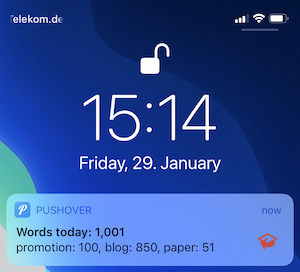 Telekom.de
15:14
Friday, 29. January
PUSHOVER
now
Words today: 1,001
promotion: 100, blog: 850, paper: 51